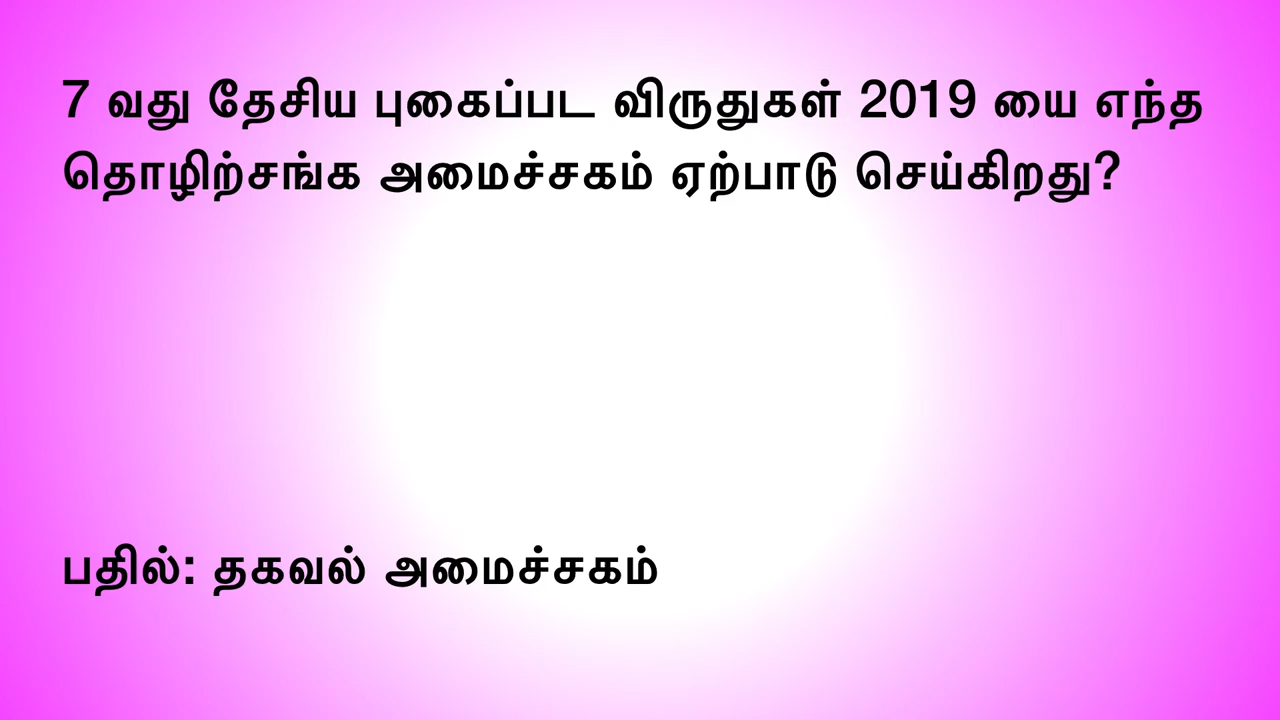 7 வது தேசிய புகைப்பட விருதுகள் 2019 யை எந்த
தொழிற்சங்க அமைச்சகம் ஏற்பாடு செய்கிறது?
பதில்: தகவல் அமைச்சகம்